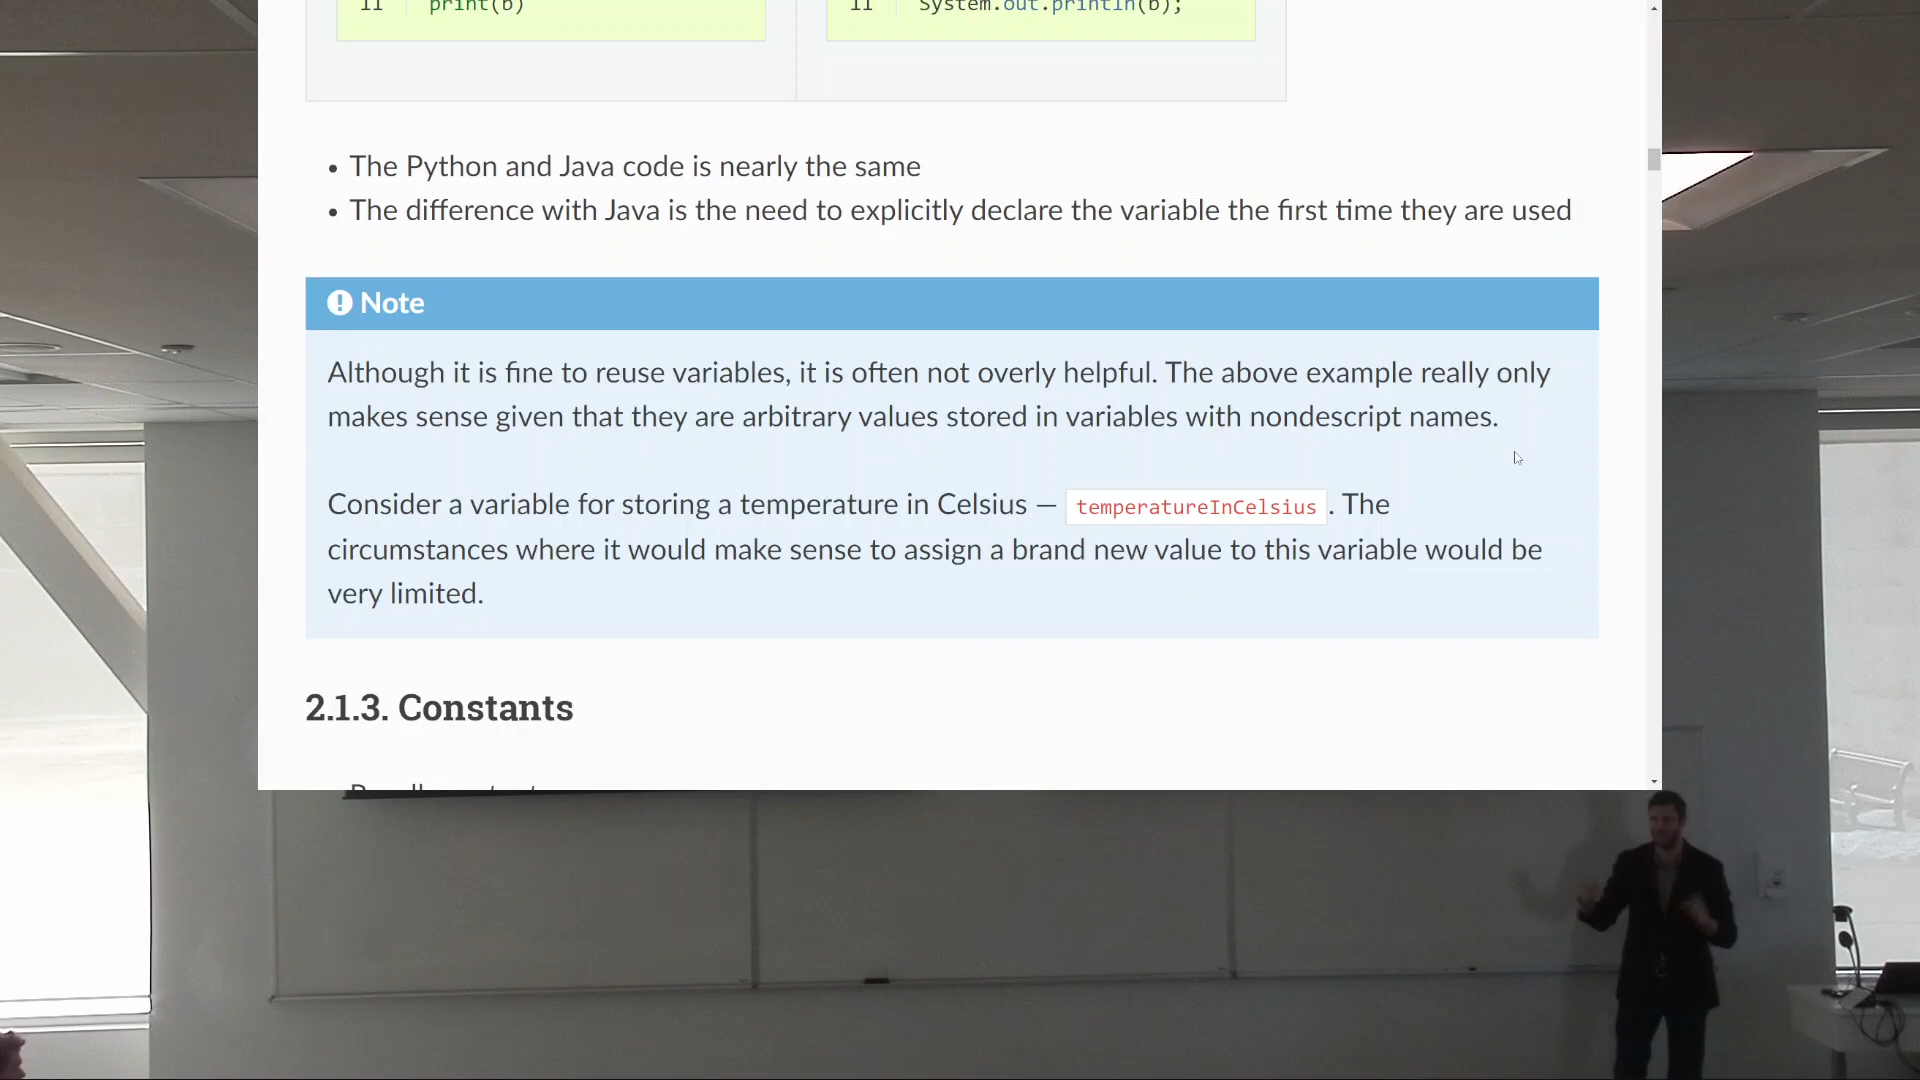 11 print(b)
11 System.out.println(b);
• The Python and Java code is nearly the same
• The difference with Java is the need to explicitly declare the variable the first time they are used
Note
Although it is fine to reuse variables, it is often not overly helpful. The above example really only
makes sense given that they are arbitrary values stored in variables with nondescript names.
Consider a variable for storing a temperature in Celsius — temperatureInCelsius. The
circumstances where it would make sense to assign a brand new value to this variable would be
very limited.
2.1.3. Constants